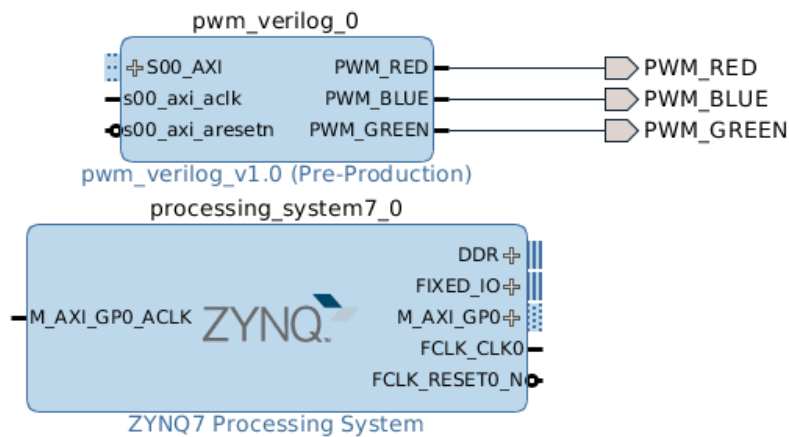 pwm_verilog_0
S00_AXI PWM_RED PWM_RED
s00_axi_aclk PWM_BLUE PWM_BLUE
s00_axi_aresetn PWM_GREEN PWM_GREEN
pwm_verilog_v1.0 (Pre-Production)
processing_system7_0
DDR
FIXED_IO
M_AXI_GP0_ACLK ZYNQ M_AXI_GP0
FCLK_CLK0
FCLK_RESET0_N
ZYNQ7 Processing System